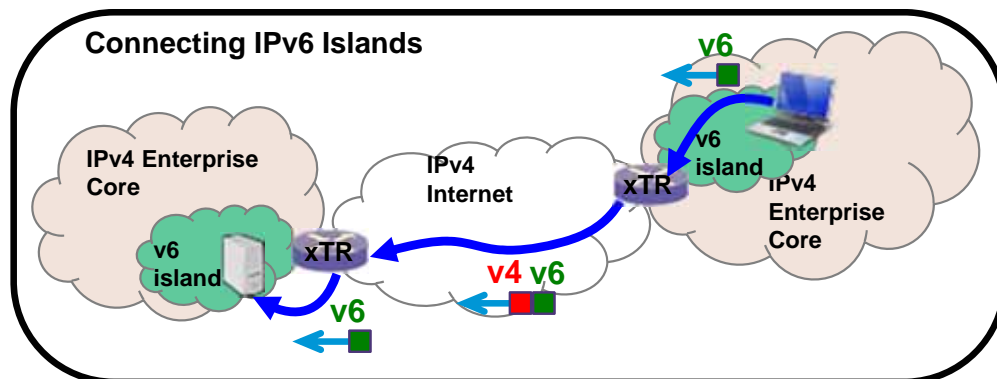 Connecting IPv6 Islands
v6
IPv4 Enterprise
Core
IPv4
Internet
v6
island
xTR
IPv4
Enterprise
Core
v6
island
xTR
v4 v6
v6